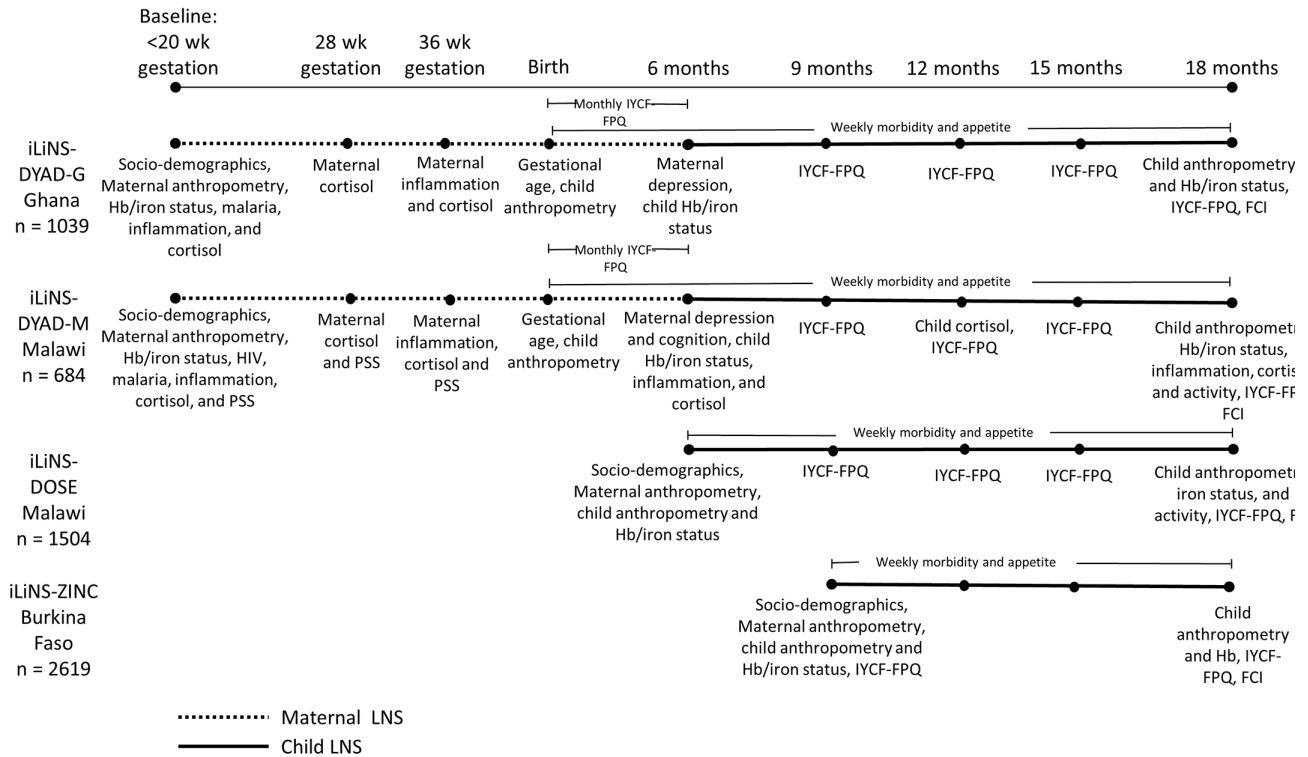 Baseline:
<20 wk
gestation
28 wk
gestation
36 wk
gestation
Birth
6 months
9 months
12 months
15 months
18 months
iLiNS-
DYAD-G
Ghana
n = 1039
Monthly IYCF-
FPQ
Weekly morbidity and appetite
Socio-demographics,
Maternal anthropometry,
Hb/iron status, malaria,
inflammation, and
cortisol
Maternal
cortisol
Maternal
inflammation
and cortisol
Gestational
age, child
anthropometry
Maternal
depression,
child Hb/iron
status
IYCF-FPQ
IYCF-FPQ
IYCF-FPQ
Child anthropometry
and Hb/iron status,
IYCF-FPQ, FCI
iLiNS-
DYAD-M
Malawi
n = 684
Monthly IYCF-
FPQ
Weekly morbidity and appetite
Socio-demographics,
Maternal anthropometry,
Hb/iron status, HIV,
malaria, inflammation,
cortisol, and PSS
Maternal
cortisol
and PSS
Maternal
inflammation,
cortisol and
PSS
Gestational
age, child
anthropometry
Maternal depression
and cognition, child
Hb/iron status,
inflammation, and
cortisol
IYCF-FPQ
Child cortisol,
IYCF-FPQ
IYCF-FPQ
Child anthropometr
Hb/iron status,
inflammation, cortis
and activity, IYCF-FP
FCI
iLiNS-
DOSE
Malawi
n = 1504
Weekly morbidity and appetite
Socio-demographics,
Maternal anthropometry,
child anthropometry and
Hb/iron status
IYCF-FPQ
IYCF-FPQ
IYCF-FPQ
Child anthropometr
iron status, and
activity, IYCF-FPQ, F
iLiNS-ZINC
Burkina
Faso
n = 2619
Weekly morbidity and appetite
Socio-demographics,
Maternal anthropometry,
child anthropometry and
Hb/iron status, IYCF-FPQ
Child
anthropometry
and Hb, IYCF-
FPQ, FCI
Maternal LNS
Child LNS